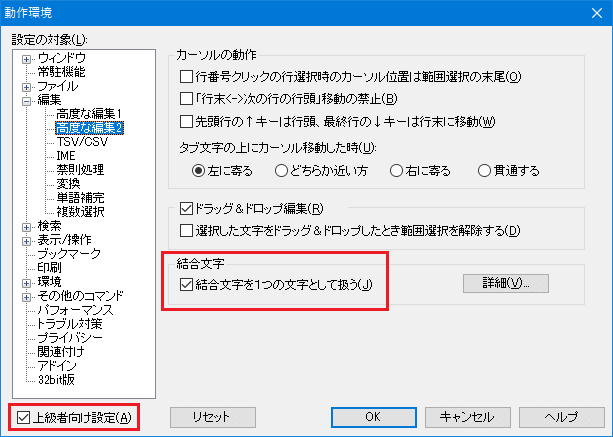 動作環境
設定の対象(L):
ウィンドウ
常駐機能
ファイル
編集
高度な編集1
高度な編集2
TSV/CSV
IME
禁則処理
変換
単語補完
複数選択
検索
表示/操作
ブックマーク
印刷
環境
その他のコマンド
パフォーマンス
トラブル対策
プライバシー
関連付け
アドイン
32bit版
上級者向け設定(A)
カーソルの動作
行番号クリックの行選択時のカーソル位置は範囲選択の末尾(O)
「行末<->次の行の行頭」移動の禁止(B)
先頭行の↑キーは行頭、最終行の↓キーは行末に移動(W)
タブ文字の上にカーソル移動した時(U):
左に寄る どちらか近い方 右に寄る 貫通する
ドラッグ&ドロップ編集(R)
選択した文字をドラッグ&ドロップしたとき範囲選択を解除する(D)
結合文字
結合文字を1つの文字として扱う(J)
詳細(V)...
リセット OK キャンセル ヘルプ